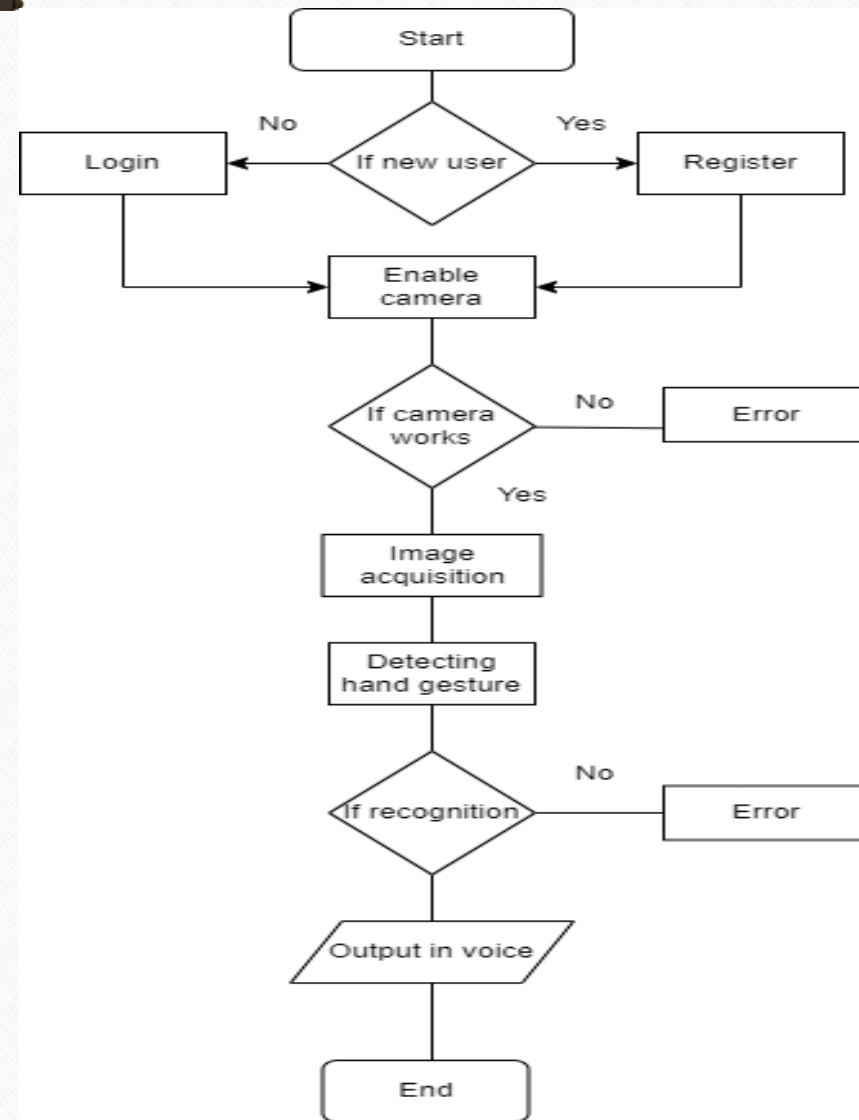 Start
No
Yes
Login
If new user
Register
Enable
camera
If camera
works
No
Error
Yes
Image
acquisition
Detecting
hand gesture
No
If recognition
Error
Output in voice
End